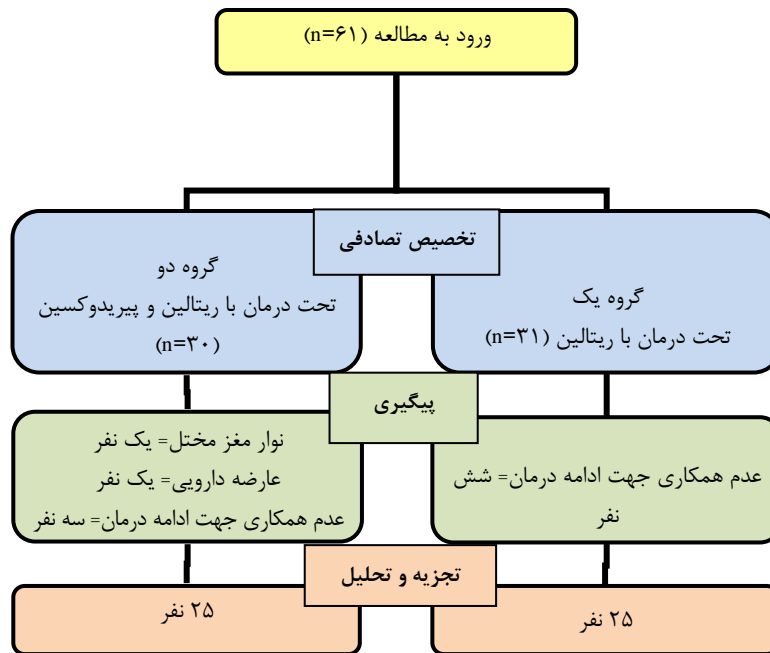 ورود به مطالعه (n=۶۱)
تخصیص تصادفی
گروه یک
تحت درمان با ریتالین (n=۳۱)
گروه دو
تحت درمان با ریتالین و پیریدوکسین
(n=۳۰)
پیگیری
عدم همکاری جهت ادامه درمان= شش
نفر
نوار مغز مختل= یک نفر
عارضه دارویی= یک نفر
عدم همکاری جهت ادامه درمان= سه نفر
تجزیه و تحلیل
۲۵ نفر
۲۵ نفر